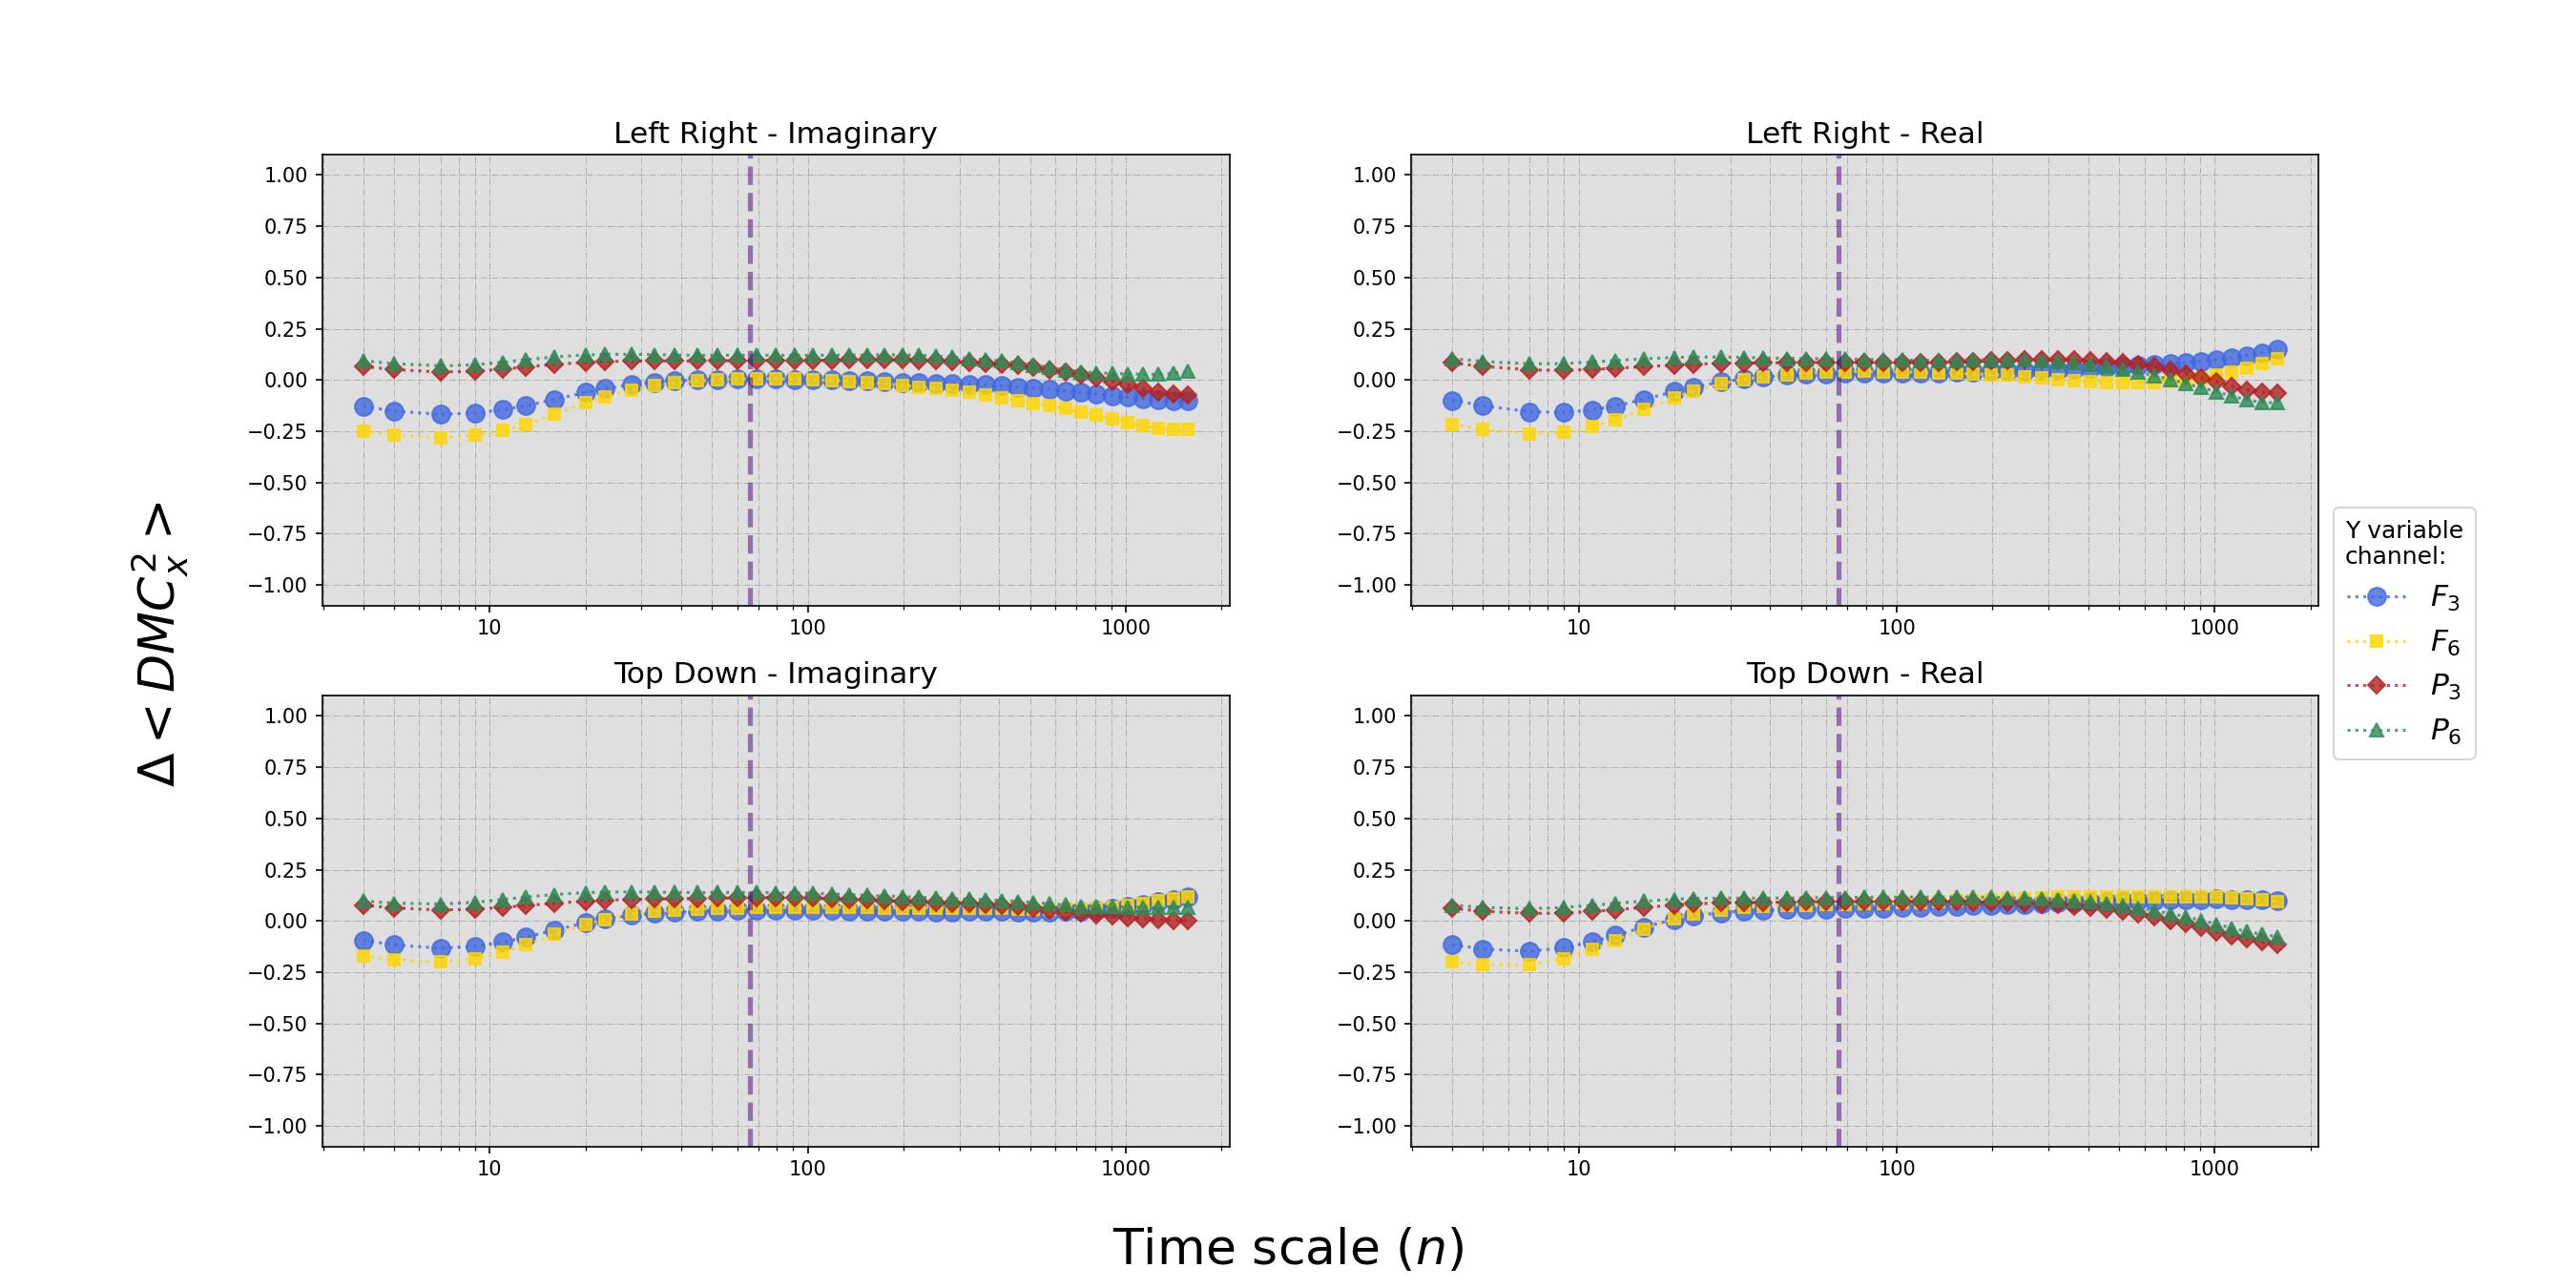 Δ < DMC²ₓ >
Left Right - Imaginary
1.00
0.75
0.50
0.25
0.00
−0.25
−0.50
−0.75
−1.00
10 100 1000
Left Right - Real
1.00
0.75
0.50
0.25
0.00
−0.25
−0.50
−0.75
−1.00
10 100 1000
Top Down - Imaginary
1.00
0.75
0.50
0.25
0.00
−0.25
−0.50
−0.75
−1.00
10 100 1000
Top Down - Real
1.00
0.75
0.50
0.25
0.00
−0.25
−0.50
−0.75
−1.00
10 100 1000
Y variable
channel:
F₃
F₆
P₃
P₆
Time scale (n)